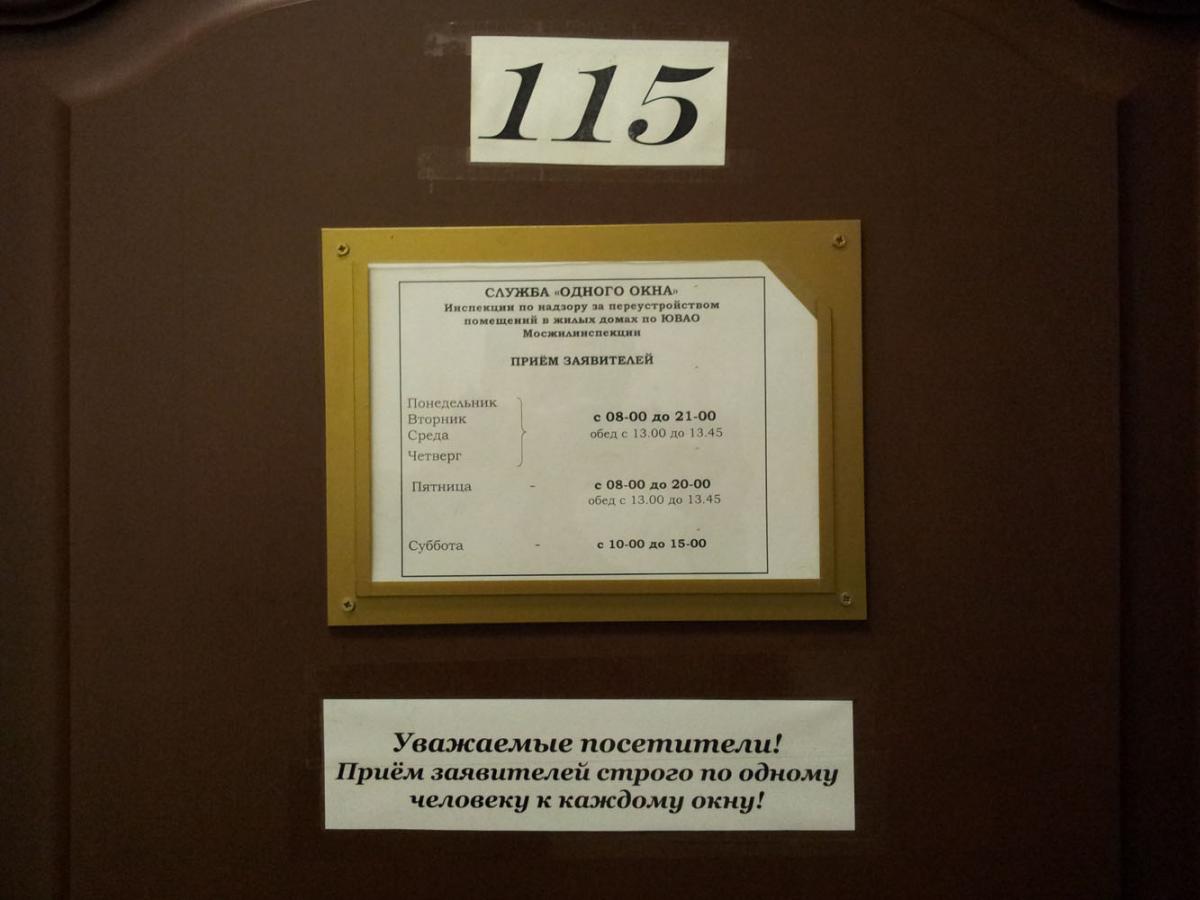 115
СЛУЖБА «ОДНОГО ОКНА»
Инспекции по надзору за переустройством
помещений в жилых домах по ЮВАО
Мосжилинспекции
ПРИЁМ ЗАЯВИТЕЛЕЙ
Понедельник
Вторник с 08-00 до 21-00
Среда обед с 13.00 до 13.45
Четверг
Пятница - с 08-00 до 20-00
обед с 13.00 до 13.45
Суббота - с 10-00 до 15-00
Уважаемые посетители!
Приём заявителей строго по одному
человеку к каждому окну!